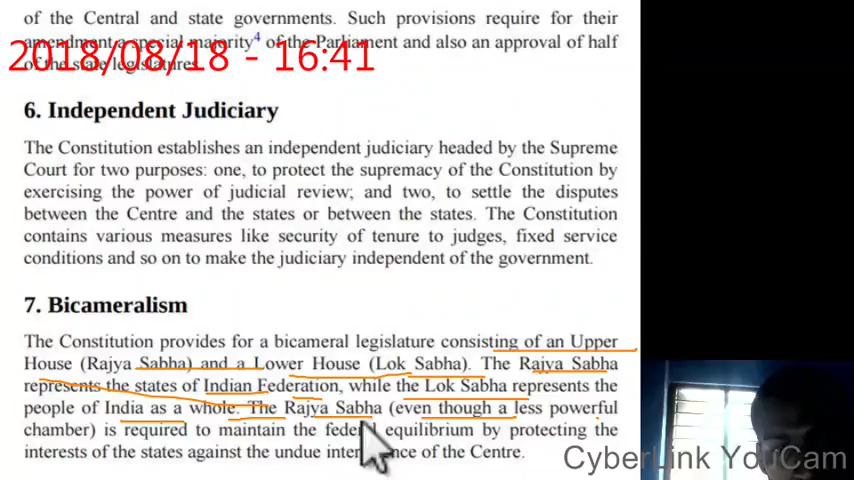 of the Central and state governments. Such provisions require for their
amendment a special majority4 of the Parliament and also an approval of half
2018/08/18 - 16:41
of the state legislatures.
6. Independent Judiciary
The Constitution establishes an independent judiciary headed by the Supreme
Court for two purposes: one, to protect the supremacy of the Constitution by
exercising the power of judicial review; and two, to settle the disputes
between the Centre and the states or between the states. The Constitution
contains various measures like security of tenure to judges, fixed service
conditions and so on to make the judiciary independent of the government.
7. Bicameralism
The Constitution provides for a bicameral legislature consisting of an Upper
House (Rajya Sabha) and a Lower House (Lok Sabha). The Rajya Sabha
represents the states of Indian Federation, while the Lok Sabha represents the
people of India as a whole. The Rajya Sabha (even though a less powerful
chamber) is required to maintain the equilibrium by protecting the
interests of the states against the undue of the Centre.
CyberLink YouCam